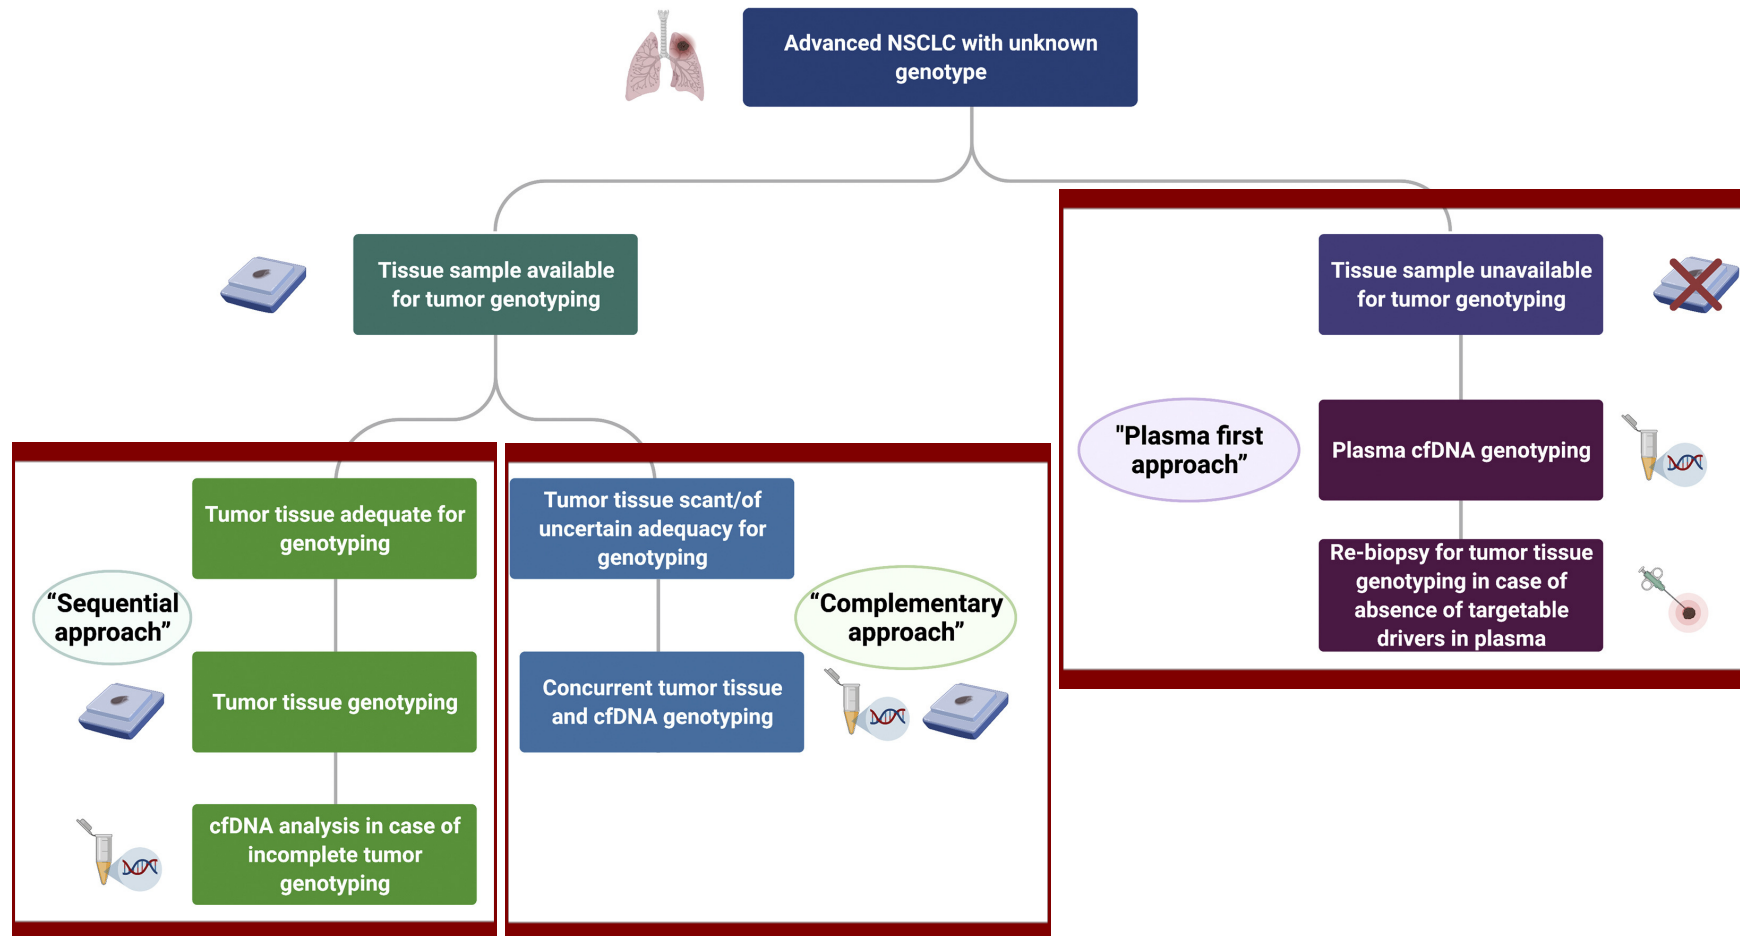 Advanced NSCLC with unknown
genotype
Tissue sample available
for tumor genotyping
Tissue sample unavailable
for tumor genotyping
"Plasma first
approach”
Plasma cfDNA genotyping
Re-biopsy for tumor tissue
genotyping in case of
absence of targetable
drivers in plasma
Tumor tissue adequate for
genotyping
“Sequential
approach”
Tumor tissue genotyping
cfDNA analysis in case of
incomplete tumor
genotyping
Tumor tissue scant/of
uncertain adequacy for
genotyping
“Complementary
approach”
Concurrent tumor tissue
and cfDNA genotyping